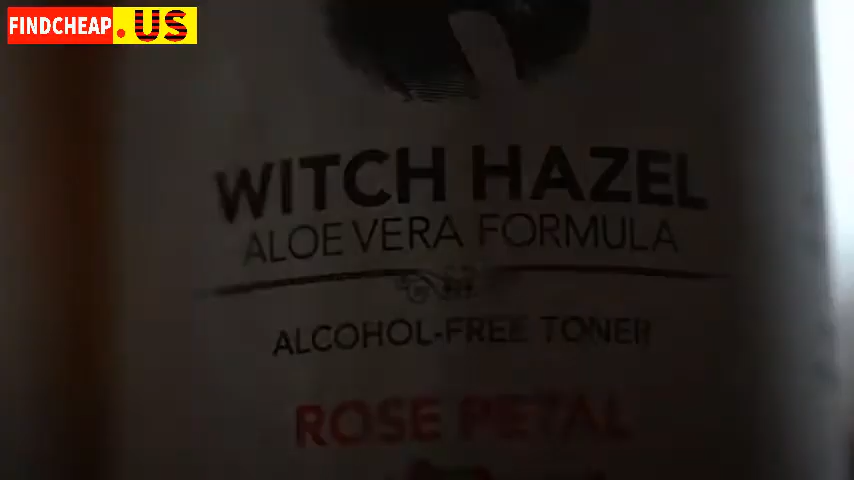 FINDCHEAP.US
WITCH HAZEL
ALOE VERA FORMULA
ALCOHOL-FREE TONER
ROSE PETAL